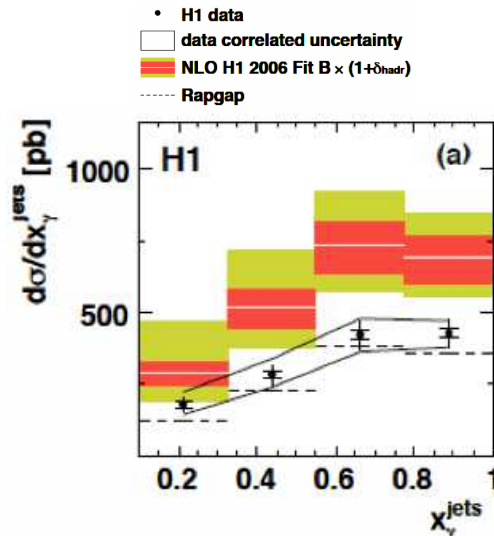 H1 data
data correlated uncertainty
NLO H1 2006 Fit B × (1+δhadr)
Rapgap
H1 (a)
dσ/dxγjets [pb]
1000
500
0.2 0.4 0.6 0.8 1
xγjets